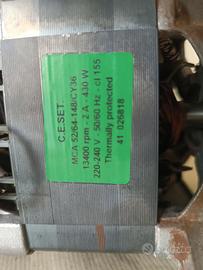 C.E.SET.
MCA 52/64-148/CY36
13400 rpm - 2 A - 430 W
220-240 V - 50/60 Hz - cl 155
Thermally protected
41 026818
subito